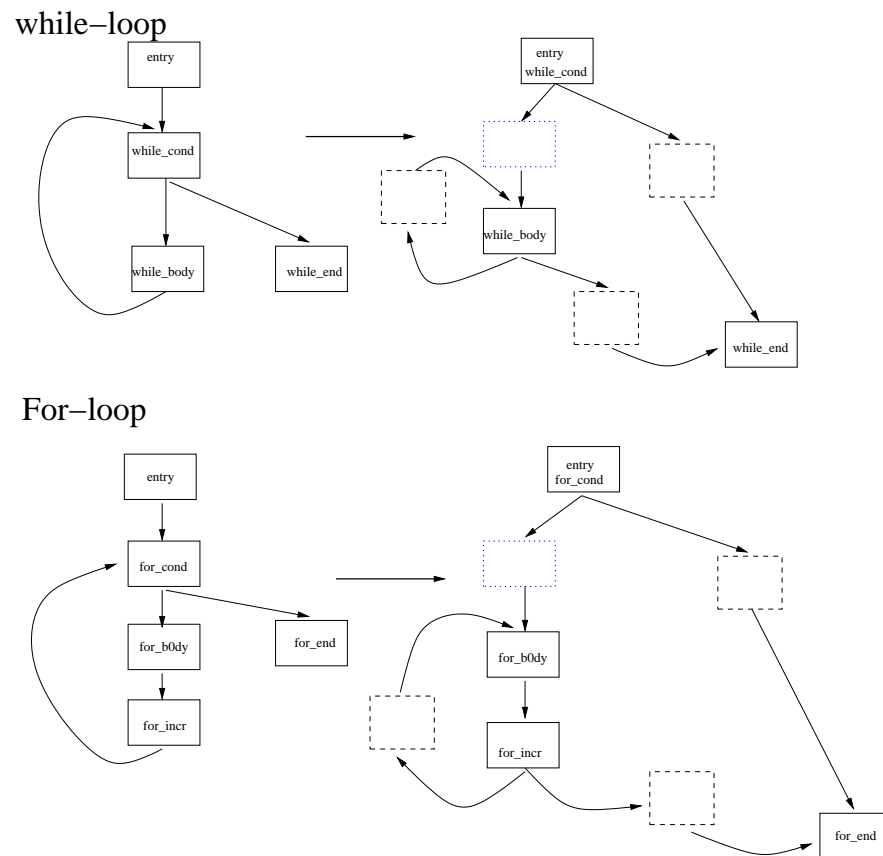 while−loop
entry
while_cond
while_body
while_end
entry
while_cond
while_body
while_end
For−loop
entry
for_cond
for_b0dy
for_end
for_incr
entry
for_cond
for_b0dy
for_incr
for_end